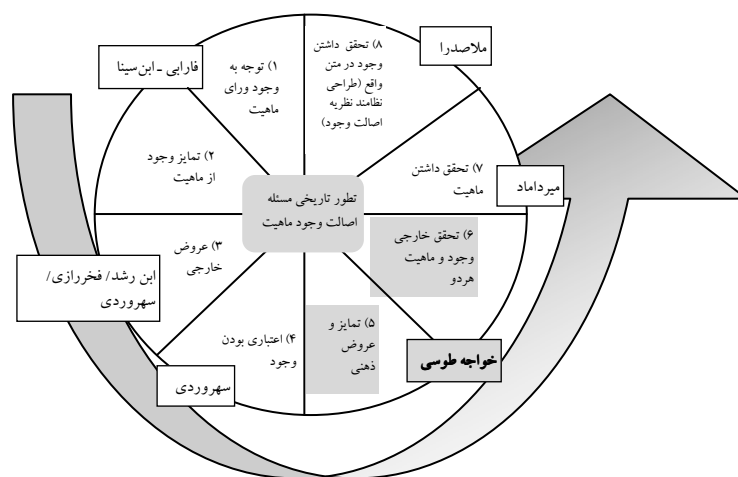 ملاصدرا
۸) تحقق داشتن
وجود در متن
واقع (طراحی
نظامند نظریه
اصالت وجود)
فارابی ـ ابن‌سینا
۱) توجه به
وجود ورای
ماهیت
۲) تمایز وجود
از ماهیت
۷) تحقق داشتن
ماهیت
میرداماد
تطور تاریخی مسئله
اصالت وجود ماهیت
۶) تحقق خارجی
وجود و ماهیت
هردو
۳) عروض
خارجی
ابن رشد/ فخررازی/
سهروردی
۵) تمایز و
عروض
ذهنی
۴) اعتباری بودن
وجود
خواجه طوسی
سهروردی